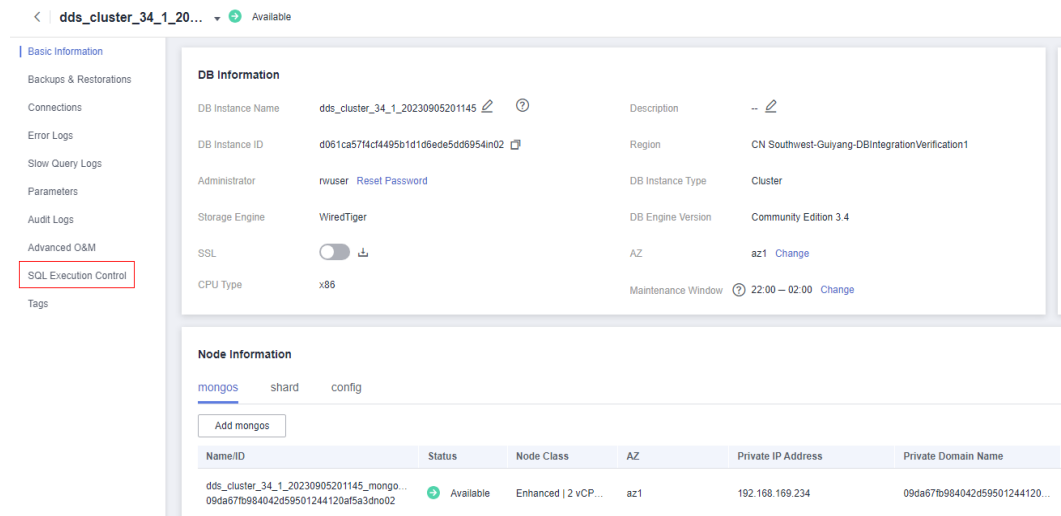 dds_cluster_34_1_20... Available
Basic Information
Backups & Restorations
Connections
Error Logs
Slow Query Logs
Parameters
Audit Logs
Advanced O&M
SQL Execution Control
Tags
DB Information
DB Instance Name dds_cluster_34_1_20230905201145 Description --
DB Instance ID d061ca57f4cf4495b1d1d6ede5dd6954in02 Region CN Southwest-Guiyang-DBIntegrationVerification1
Administrator rwuser Reset Password DB Instance Type Cluster
Storage Engine WiredTiger DB Engine Version Community Edition 3.4
SSL AZ az1 Change
CPU Type x86 Maintenance Window 22:00 — 02:00 Change
Node Information
mongos shard config
Add mongos
Name/ID Status Node Class AZ Private IP Address Private Domain Name
dds_cluster_34_1_20230905201145_mongo... Available Enhanced | 2 vCP... az1 192.168.169.234 09da67fb984042d59501244120...
09da67fb984042d59501244120af5a3dno02